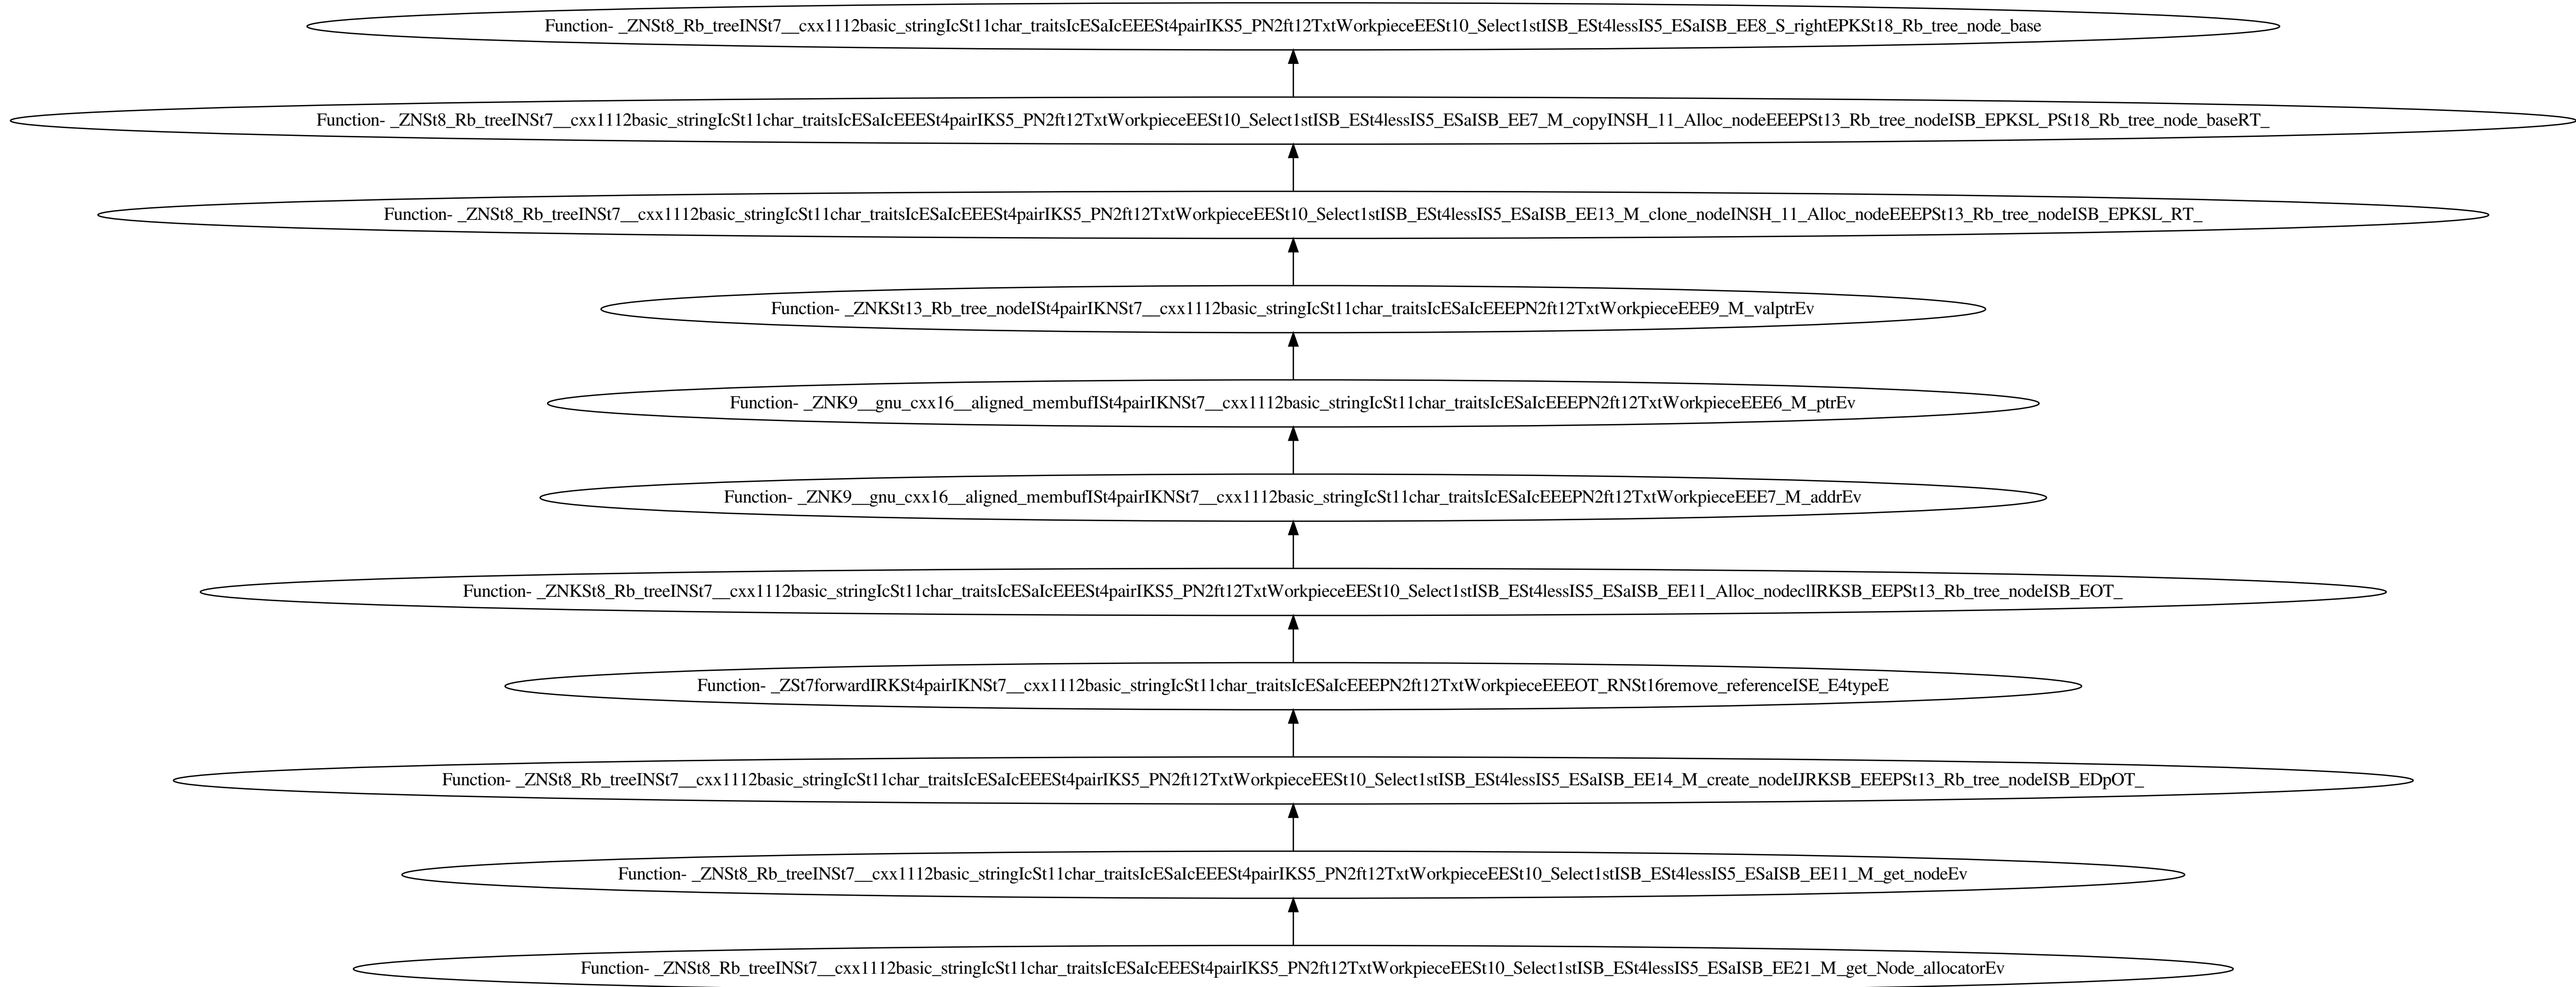 Function- _ZNSt8_Rb_treeINSt7__cxx1112basic_stringIcSt11char_traitsIcESaIcEEESt4pairIKS5_PN2ft12TxtWorkpieceEESt10_Select1stISB_ESt4lessIS5_ESaISB_EE8_S_rightEPKSt18_Rb_tree_node_base
Function- _ZNSt8_Rb_treeINSt7__cxx1112basic_stringIcSt11char_traitsIcESaIcEEESt4pairIKS5_PN2ft12TxtWorkpieceEESt10_Select1stISB_ESt4lessIS5_ESaISB_EE7_M_copyINSH_11_Alloc_nodeEEEPSt13_Rb_tree_nodeISB_EPKSL_PSt18_Rb_tree_node_baseRT_
Function- _ZNSt8_Rb_treeINSt7__cxx1112basic_stringIcSt11char_traitsIcESaIcEEESt4pairIKS5_PN2ft12TxtWorkpieceEESt10_Select1stISB_ESt4lessIS5_ESaISB_EE13_M_clone_nodeINSH_11_Alloc_nodeEEEPSt13_Rb_tree_nodeISB_EPKSL_RT_
Function- _ZNKSt13_Rb_tree_nodeISt4pairIKNSt7__cxx1112basic_stringIcSt11char_traitsIcESaIcEEEPN2ft12TxtWorkpieceEEE9_M_valptrEv
Function- _ZNK9__gnu_cxx16__aligned_membufISt4pairIKNSt7__cxx1112basic_stringIcSt11char_traitsIcESaIcEEEPN2ft12TxtWorkpieceEEE6_M_ptrEv
Function- _ZNK9__gnu_cxx16__aligned_membufISt4pairIKNSt7__cxx1112basic_stringIcSt11char_traitsIcESaIcEEEPN2ft12TxtWorkpieceEEE7_M_addrEv
Function- _ZNKSt8_Rb_treeINSt7__cxx1112basic_stringIcSt11char_traitsIcESaIcEEESt4pairIKS5_PN2ft12TxtWorkpieceEESt10_Select1stISB_ESt4lessIS5_ESaISB_EE11_Alloc_nodeclIRKSB_EEPSt13_Rb_tree_nodeISB_EOT_
Function- _ZSt7forwardIRKSt4pairIKNSt7__cxx1112basic_stringIcSt11char_traitsIcESaIcEEEPN2ft12TxtWorkpieceEEEOT_RNSt16remove_referenceISE_E4typeE
Function- _ZNSt8_Rb_treeINSt7__cxx1112basic_stringIcSt11char_traitsIcESaIcEEESt4pairIKS5_PN2ft12TxtWorkpieceEESt10_Select1stISB_ESt4lessIS5_ESaISB_EE14_M_create_nodeIJRKSB_EEEPSt13_Rb_tree_nodeISB_EDpOT_
Function- _ZNSt8_Rb_treeINSt7__cxx1112basic_stringIcSt11char_traitsIcESaIcEEESt4pairIKS5_PN2ft12TxtWorkpieceEESt10_Select1stISB_ESt4lessIS5_ESaISB_EE11_M_get_nodeEv
Function- _ZNSt8_Rb_treeINSt7__cxx1112basic_stringIcSt11char_traitsIcESaIcEEESt4pairIKS5_PN2ft12TxtWorkpieceEESt10_Select1stISB_ESt4lessIS5_ESaISB_EE21_M_get_Node_allocatorEv